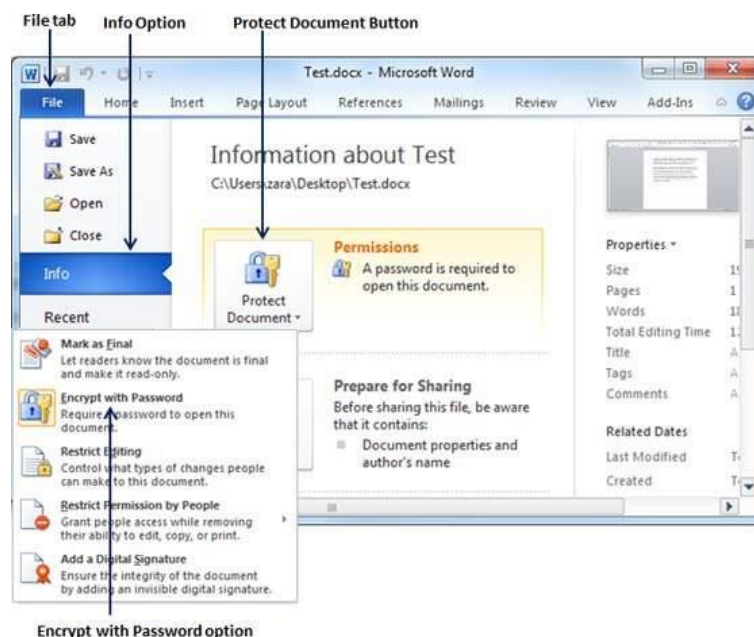 File tab Info Option Protect Document Button
Test.docx - Microsoft Word
File Home Insert Page Layout References Mailings Review View Add-Ins
Save
Save As
Open
Close
Info
Recent
Information about Test
C:\Users\zara\Desktop\Test.docx
Protect
Document
Permissions
A password is required to
open this document.
Prepare for Sharing
Before sharing this file, be aware
that it contains:
Document properties and
author's name
Properties
Size
Pages 1
Words
Total Editing Time
Title
Tags
Comments
Related Dates
Last Modified
Created
Mark as Final
Let readers know the document is final
and make it read-only.
Encrypt with Password
Require a password to open this
document.
Restrict Editing
Control what types of changes people
can make to this document.
Restrict Permission by People
Grant people access while removing
their ability to edit, copy, or print.
Add a Digital Signature
Ensure the integrity of the document
by adding an invisible digital signature.
Encrypt with Password option